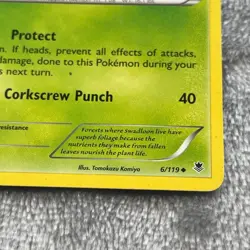 Protect
n. If heads, prevent all effects of attacks,
damage, done to this Pokémon during your
s next turn.
Corkscrew Punch 40
resistance
Forests where Swadloon live have
superb foliage because the
nutrients they make from fallen
leaves nourish the plant life.
Illus. Tomokazu Komiya
6/119